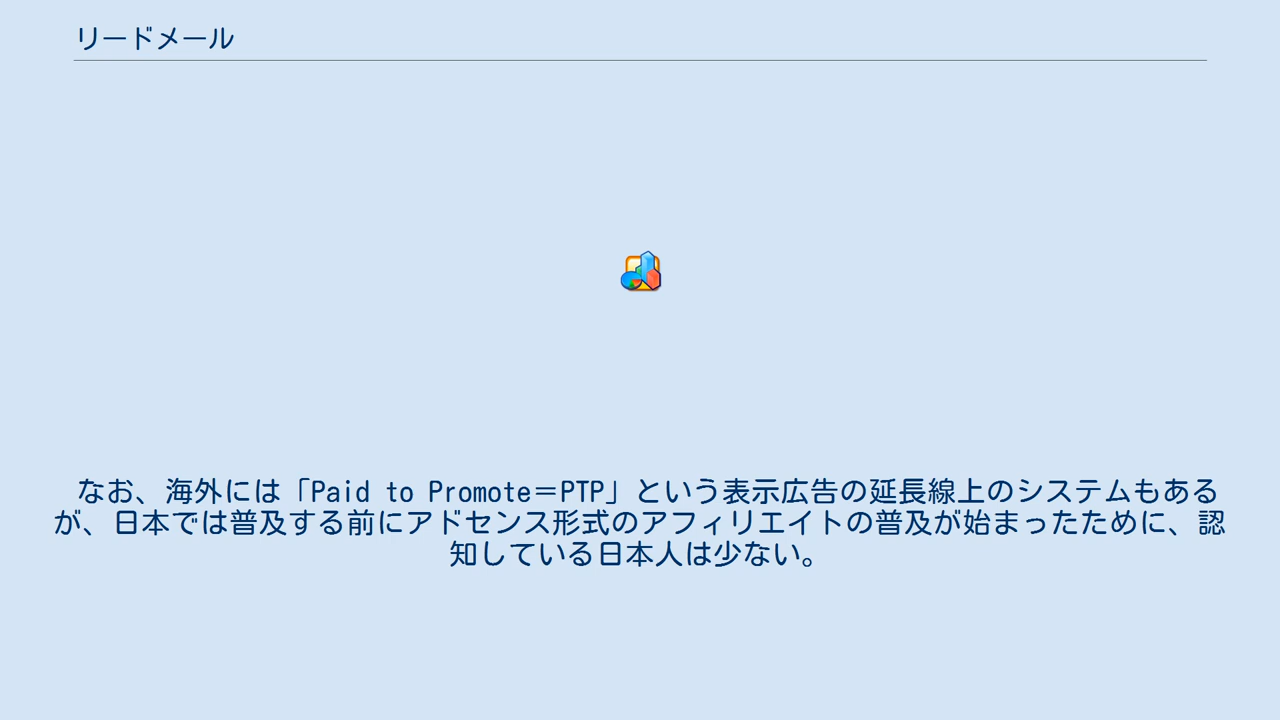 リードメール
なお、海外には「Paid to Promote＝PTP」という表示広告の延長線上のシステムもある
が、日本では普及する前にアドセンス形式のアフィリエイトの普及が始まったために、認
知している日本人は少ない。